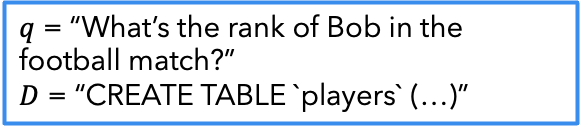 q = “What’s the rank of Bob in the
football match?”
D = “CREATE TABLE `players` (…)”